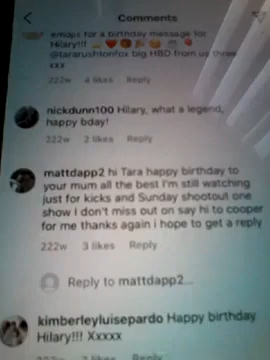 Comments
emojis for a birthday message for
Hilary!!!
@tararushtonfox big HBD from us three
xxx
222w 4 likes Reply
nickdunn100 Hilary, what a legend,
happy bday!
222w 2 likes Reply
mattdapp2 hi Tara happy birthday to
your mum all the best I'm still watching
just for kicks and Sunday shootout one
show I don't miss out on say hi to cooper
for me thanks again i hope to get a reply
222w 3 likes Reply
Reply to mattdapp2...
kimberleyluisepardo Happy birthday
Hilary!!! Xxxxx
Reply